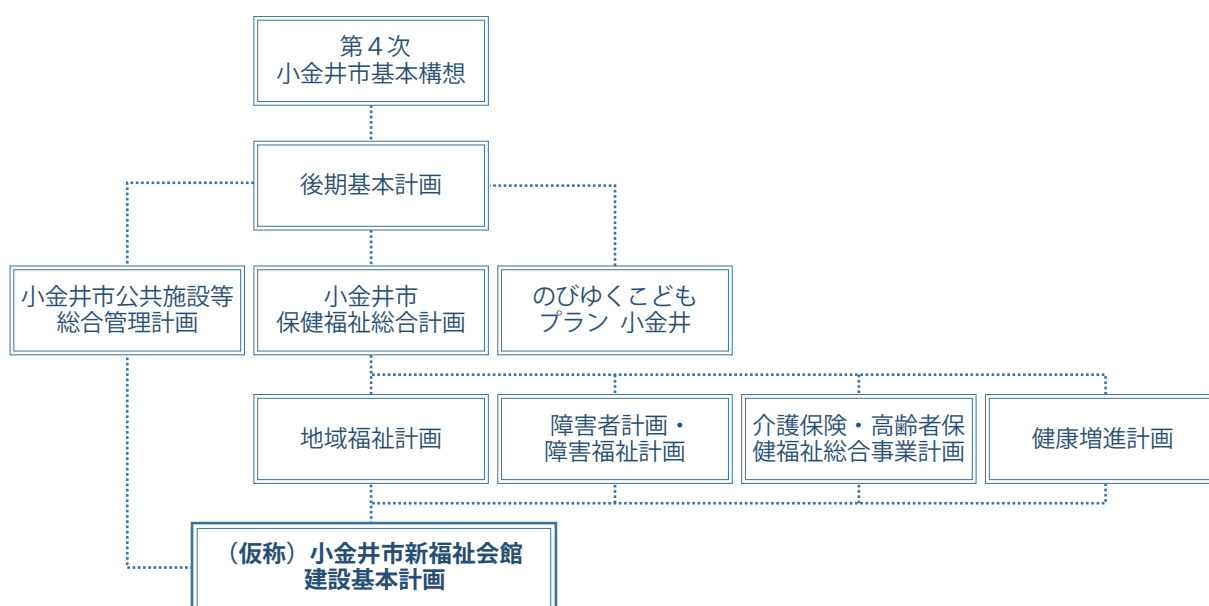 第４次
小金井市基本構想
後期基本計画
小金井市公共施設等
総合管理計画
小金井市
保健福祉総合計画
のびゆくこども
プラン 小金井
地域福祉計画
障害者計画・
障害福祉計画
介護保険・高齢者保
健福祉総合事業計画
健康増進計画
（仮称）小金井市新福祉会館
建設基本計画